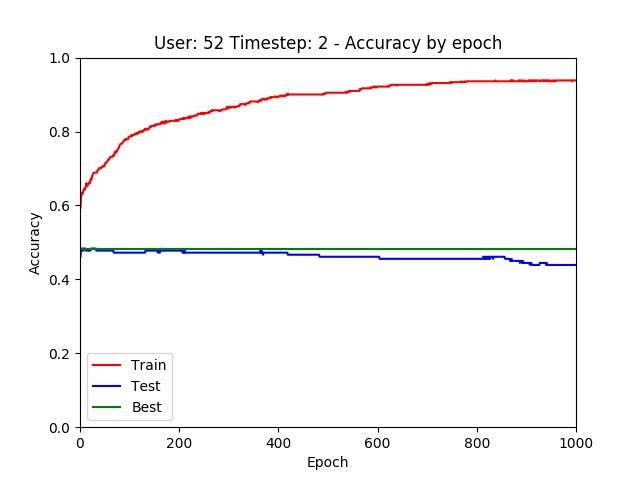 User: 52 Timestep: 2 - Accuracy by epoch
1.0
0.8
0.6
0.4
0.2
0.0
Accuracy
Train
Test
Best
0 200 400 600 800 1000
Epoch